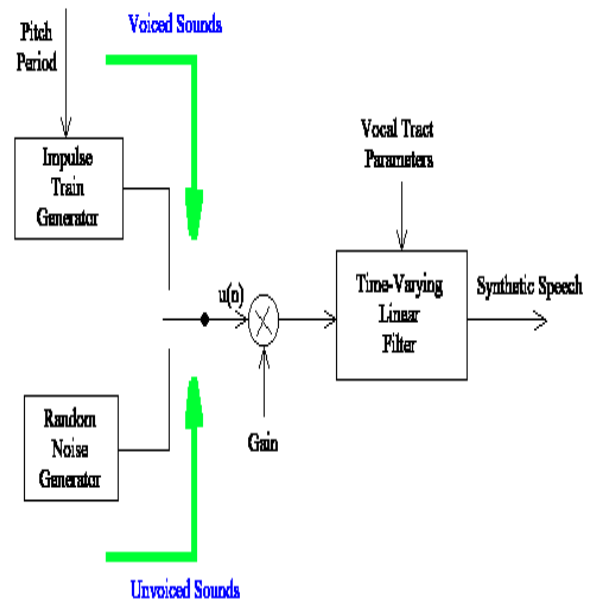 Pitch
Period
Voiced Sounds
Impulse
Train
Generator
Vocal Tract
Parameters
u(n)
Time-Varying
Linear
Filter
Synthetic Speech
Gain
Random
Noise
Generator
Unvoiced Sounds